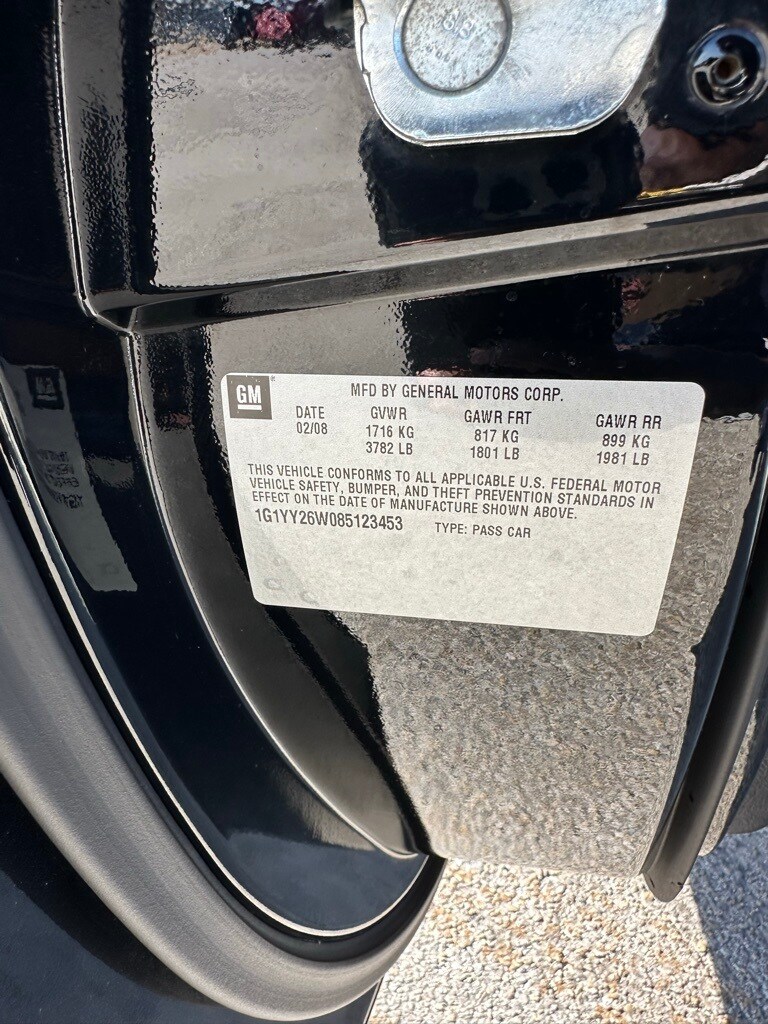 GM
MFD BY GENERAL MOTORS CORP.
DATE GVWR GAWR FRT GAWR RR
02/08 1716 KG 817 KG 899 KG
3782 LB 1801 LB 1981 LB
THIS VEHICLE CONFORMS TO ALL APPLICABLE U.S. FEDERAL MOTOR
VEHICLE SAFETY, BUMPER, AND THEFT PREVENTION STANDARDS IN
EFFECT ON THE DATE OF MANUFACTURE SHOWN ABOVE.
1G1YY26W085123453 TYPE: PASS CAR